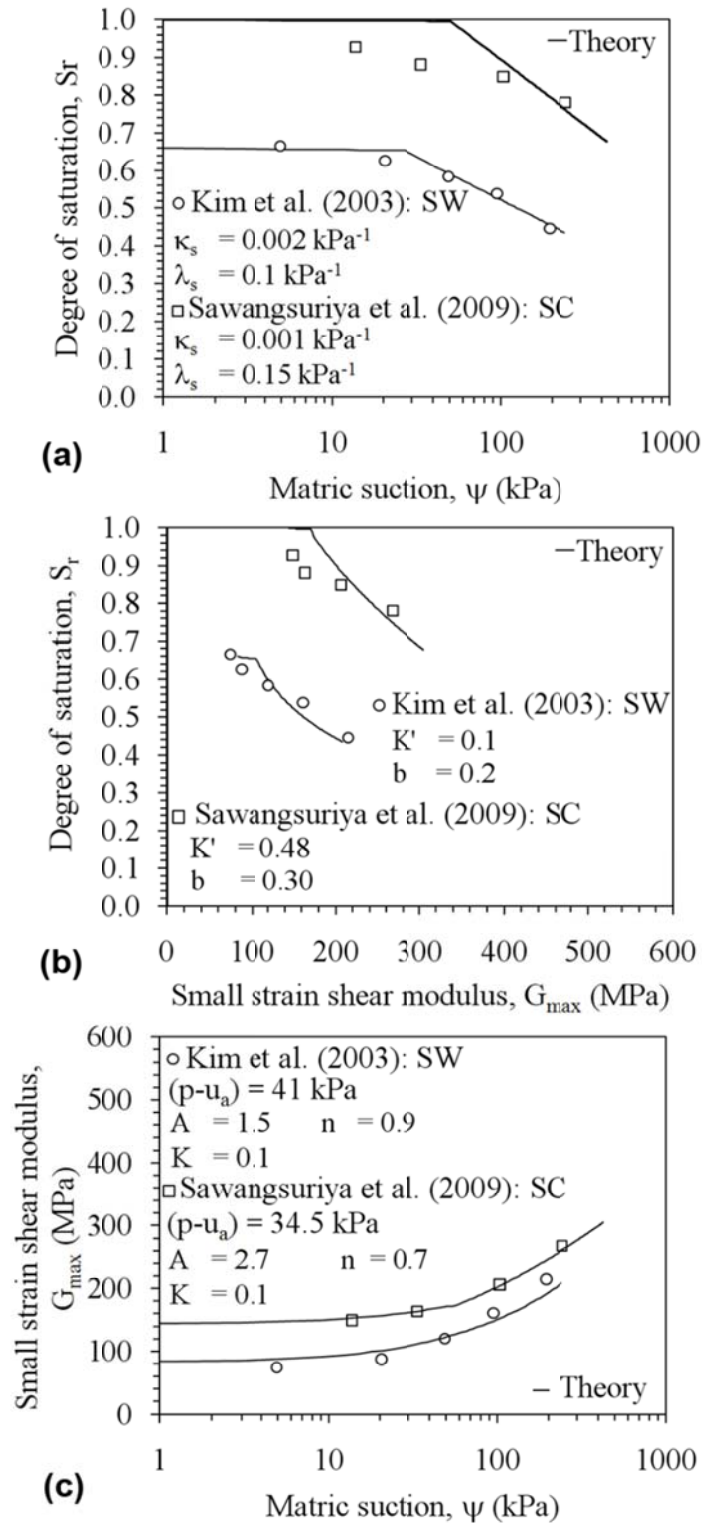 1.0
0.9
0.8
0.7
0.6
0.5
0.4
0.3
0.2
0.1
0.0
Degree of saturation, Sr
−Theory
○ Kim et al. (2003): SW
κs = 0.002 kPa-1
λs = 0.1 kPa-1
□ Sawangsuriya et al. (2009): SC
κs = 0.001 kPa-1
λs = 0.15 kPa-1
1 10 100 1000
(a)
Matric suction, ψ (kPa)
1.0
0.9
0.8
0.7
0.6
0.5
0.4
0.3
0.2
0.1
0.0
Degree of saturation, Sr
−Theory
○ Kim et al. (2003): SW
K' = 0.1
b = 0.2
□ Sawangsuriya et al. (2009): SC
K' = 0.48
b = 0.30
0 100 200 300 400 500 600
(b)
Small strain shear modulus, Gmax (MPa)
600
500
400
300
200
100
0
Small strain shear modulus,
Gmax (MPa)
○ Kim et al. (2003): SW
(p-ua) = 41 kPa
A = 1.5 n = 0.9
K = 0.1
□ Sawangsuriya et al. (2009): SC
(p-ua) = 34.5 kPa
A = 2.7 n = 0.7
K = 0.1
− Theory
1 10 100 1000
(c)
Matric suction, ψ (kPa)